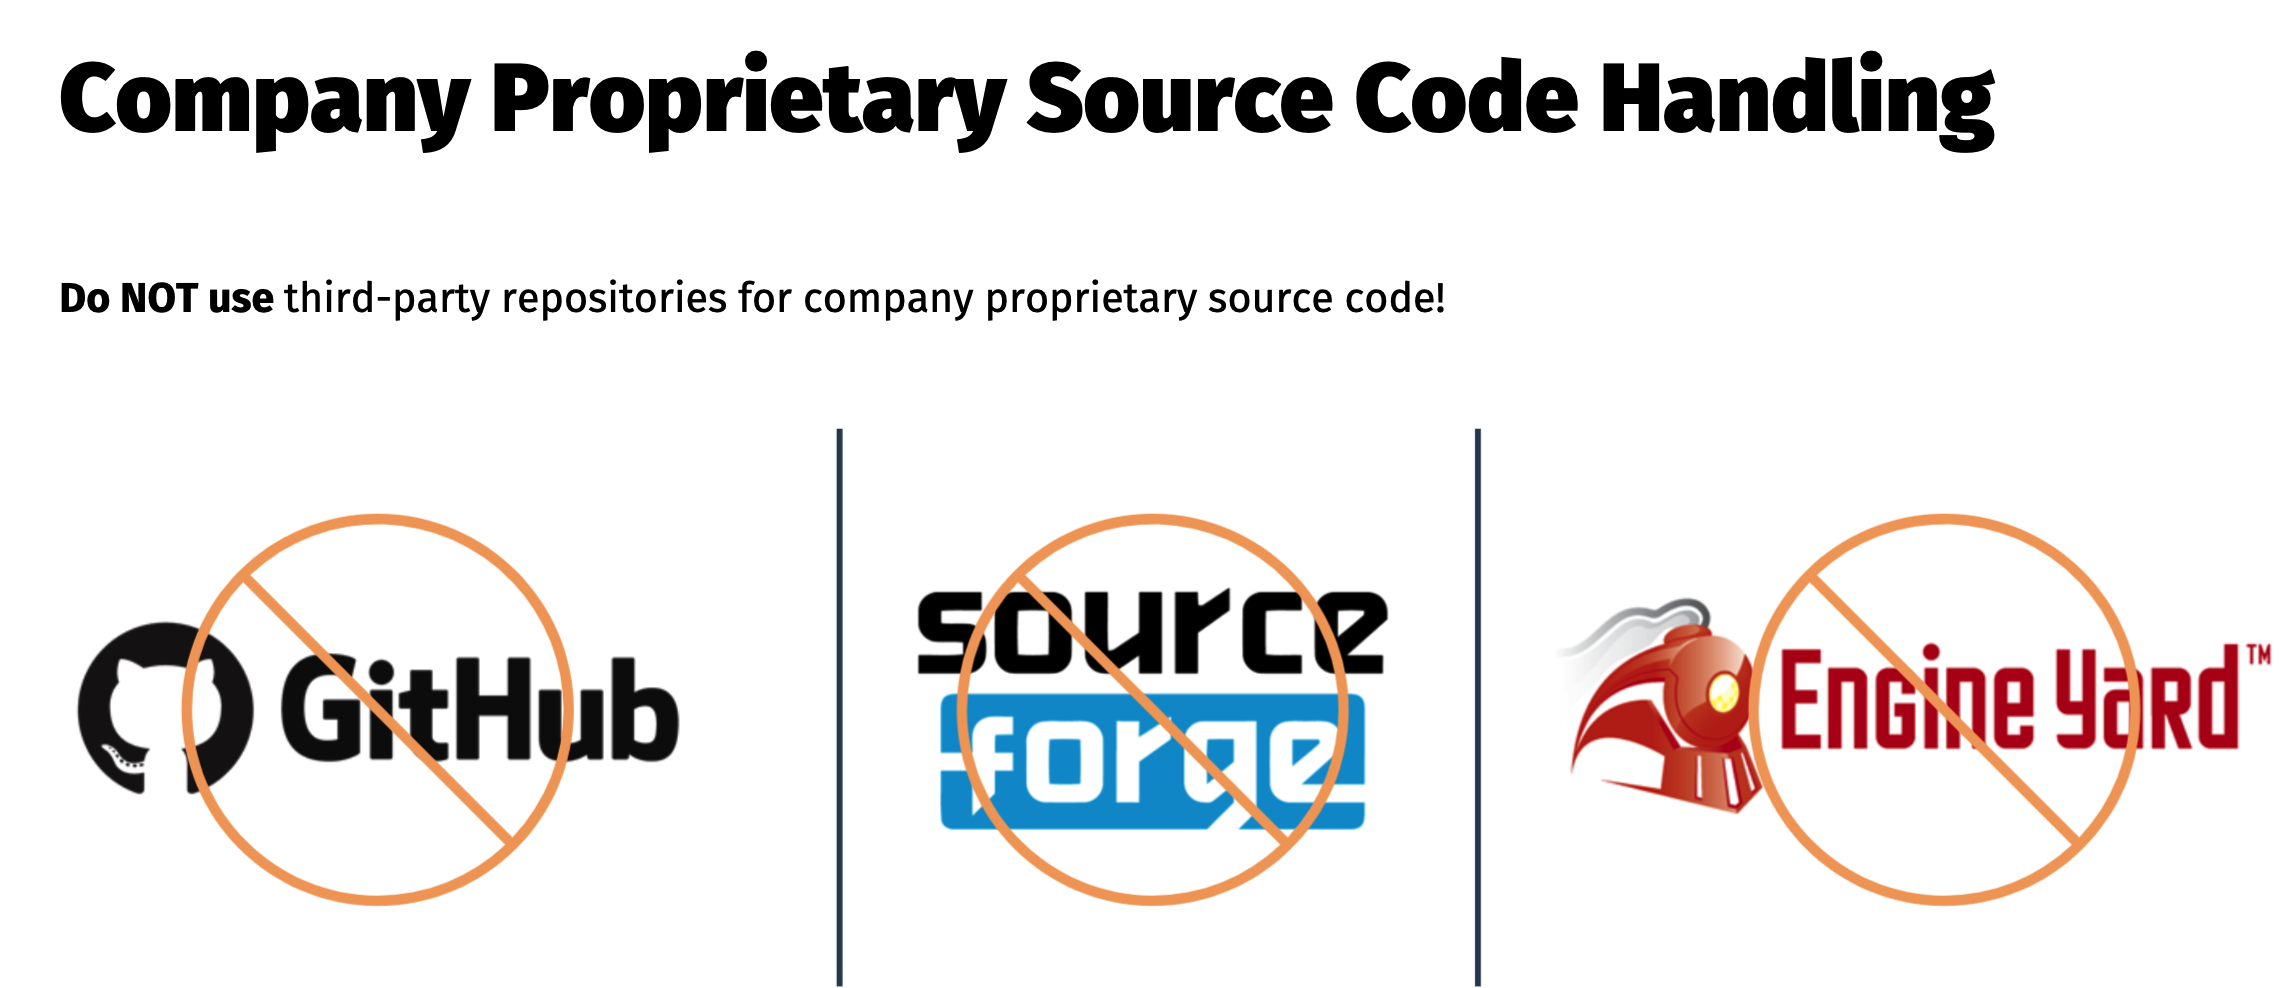 Company Proprietary Source Code Handling
Do NOT use third-party repositories for company proprietary source code!
GitHub
source
forge
Engine Yard™